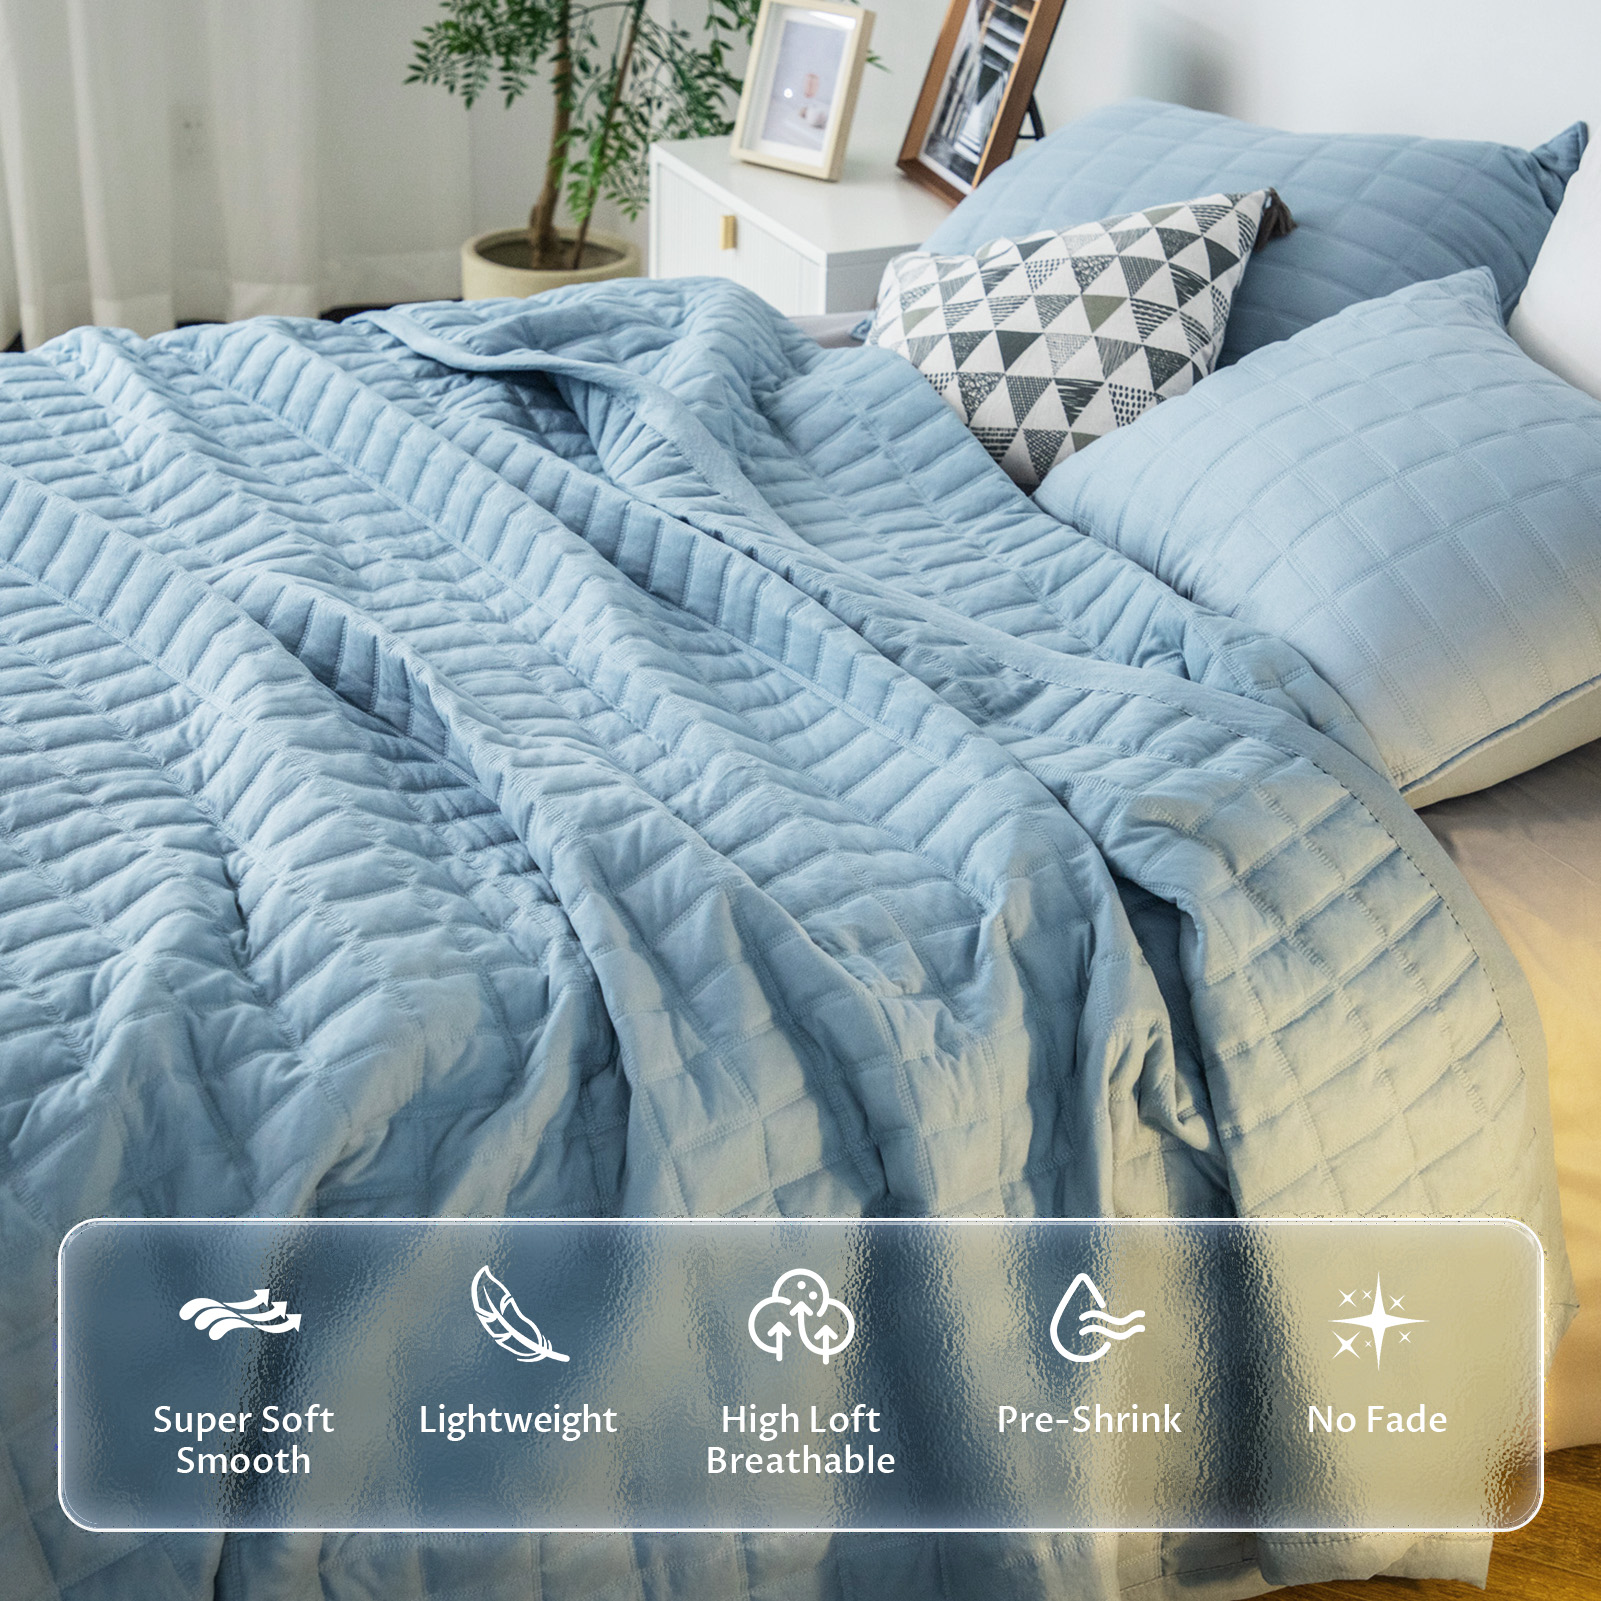 Super Soft
Smooth
Lightweight
High Loft
Breathable
Pre-Shrink
No Fade